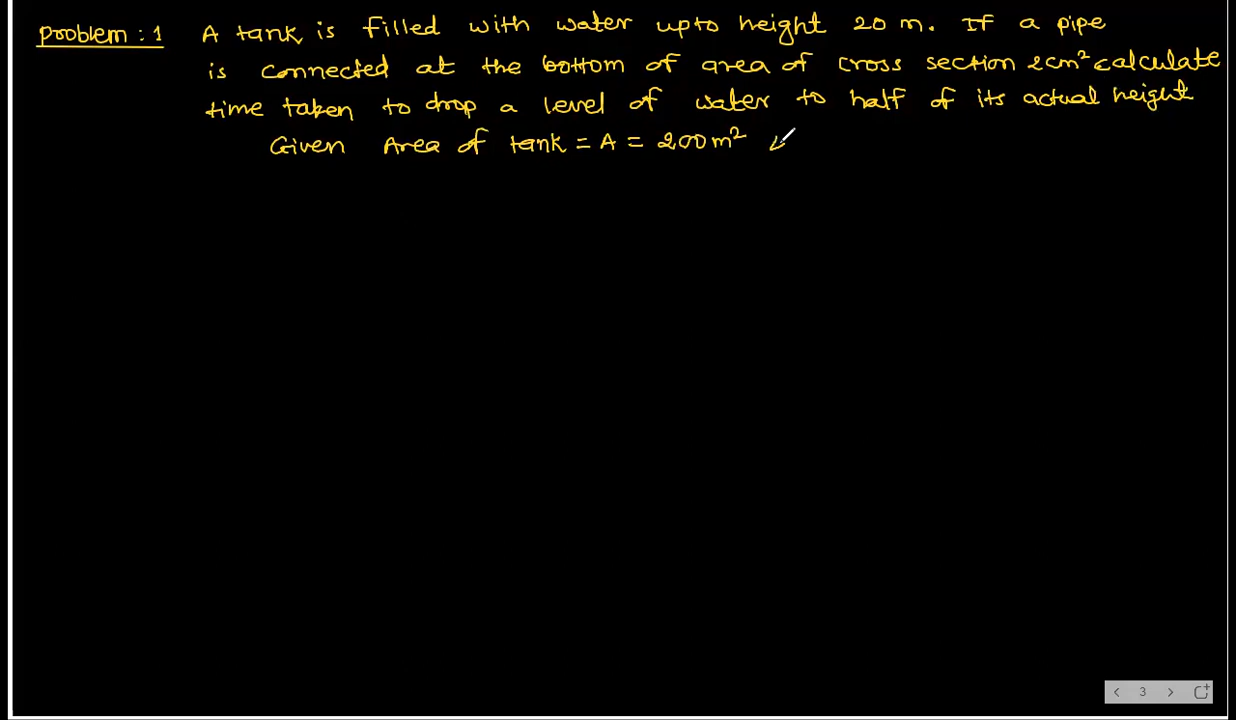 Problem : 1 A tank is filled with water upto height 20 m. If a pipe
is connected at the bottom of area of cross section 2cm² calculate
time taken to drop a level of water to half of its actual height
Given Area of tank = A = 200m²
3